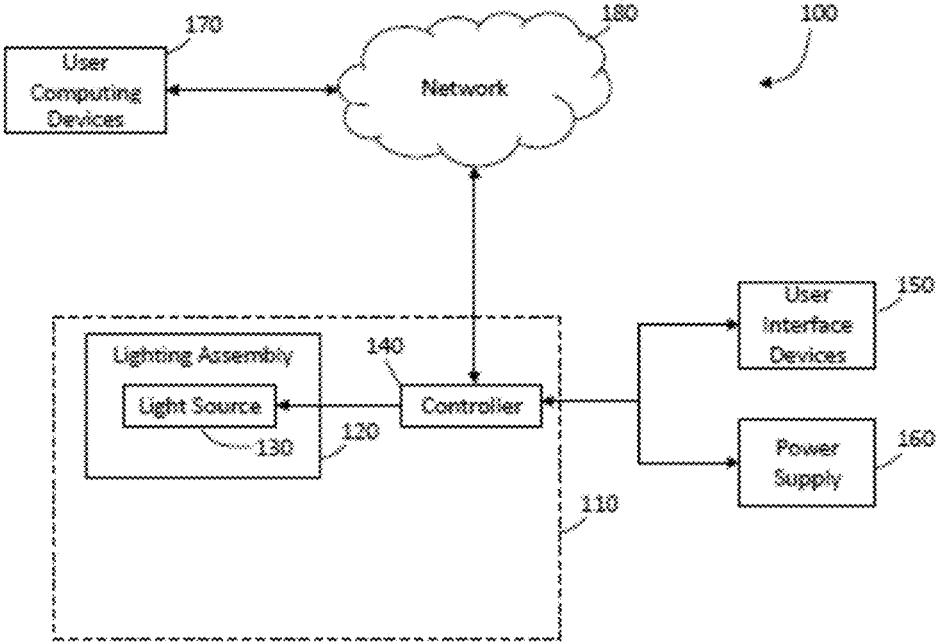 170
180
100
User
Computing
Devices
Network
150
User
Interface
Devices
Lighting Assembly
140
Light Source
Controller
130
120
160
Power
Supply
110